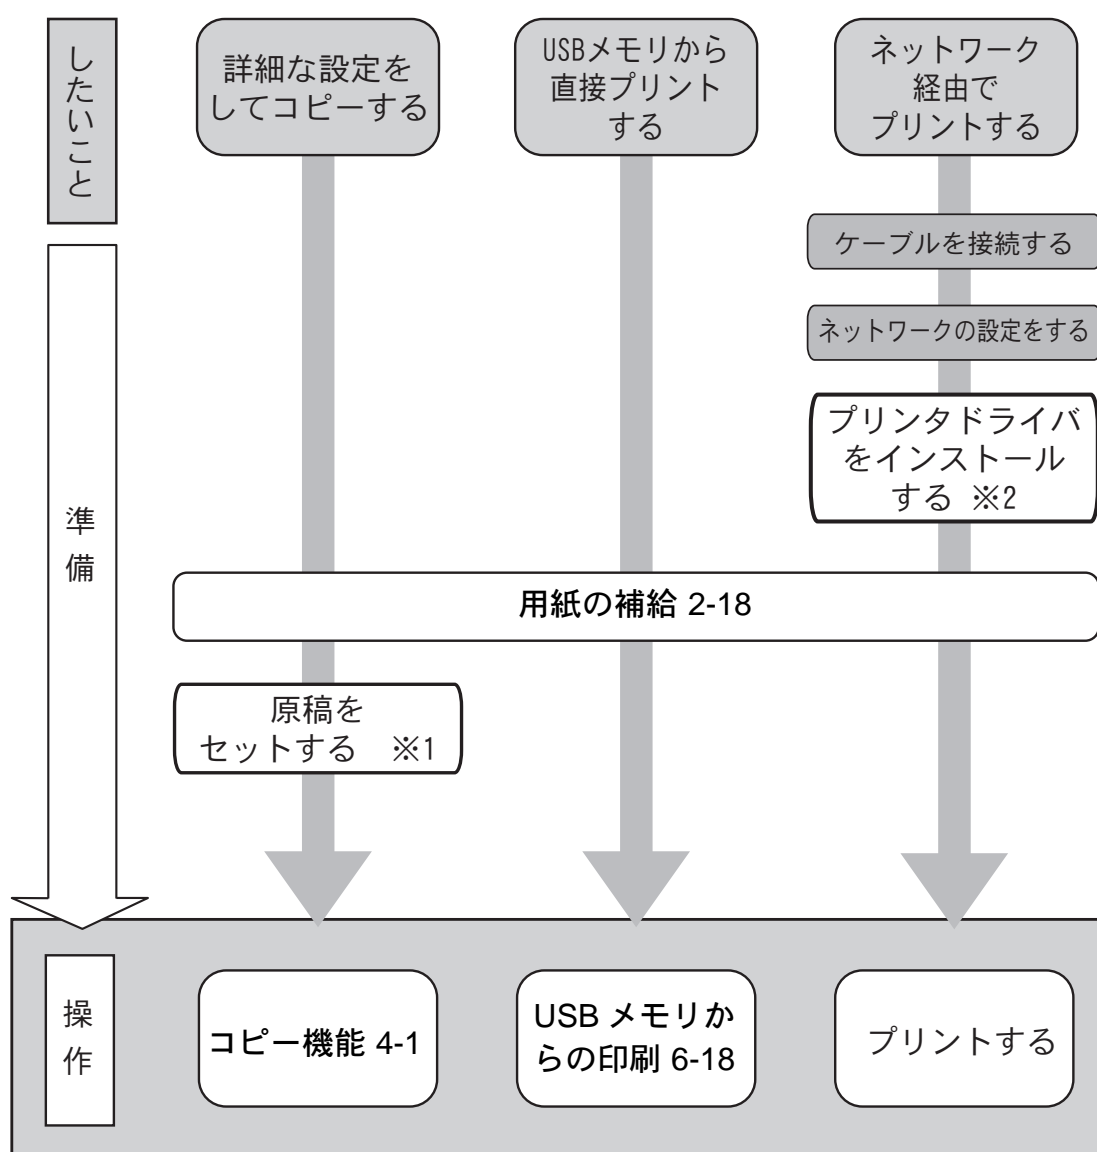 したいこと
詳細な設定を
してコピーする
USBメモリから
直接プリント
する
ネットワーク
経由で
プリントする
準備
ケーブルを接続する
ネットワークの設定をする
プリンタドライバ
をインストール
する ※2
用紙の補給 2-18
原稿を
セットする ※1
操作
コピー機能 4-1
USB メモリか
らの印刷 6-18
プリントする